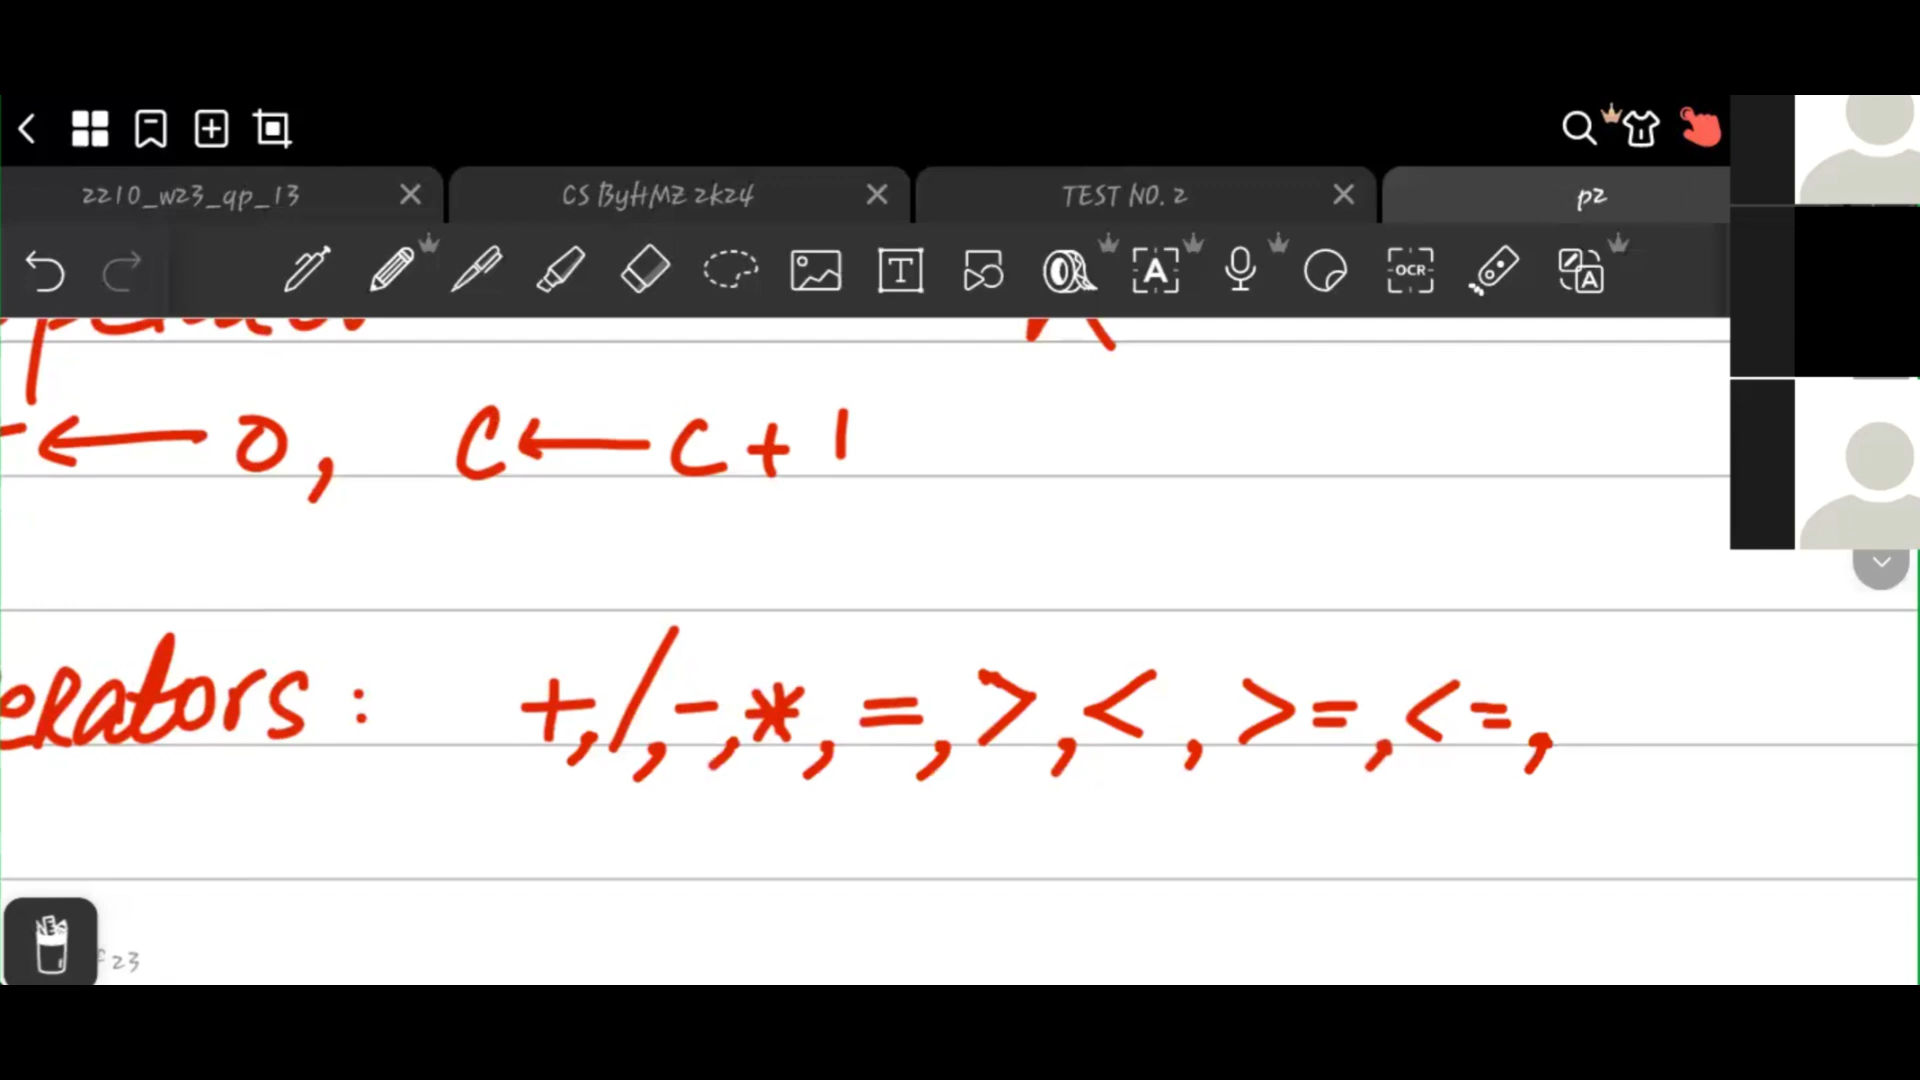 2210_w23_qp_13
CS ByHMZ 2k24
TEST NO. 2
p2
T
A
OCR
A
← 0, C ← C + 1
erators : +, /, -, *, =, >, <, >=, <=,
f 23